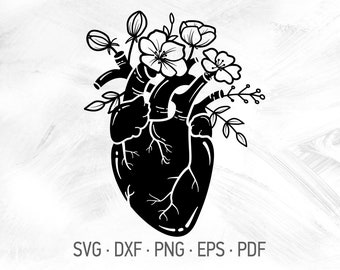 SVG · DXF · PNG · EPS · PDF